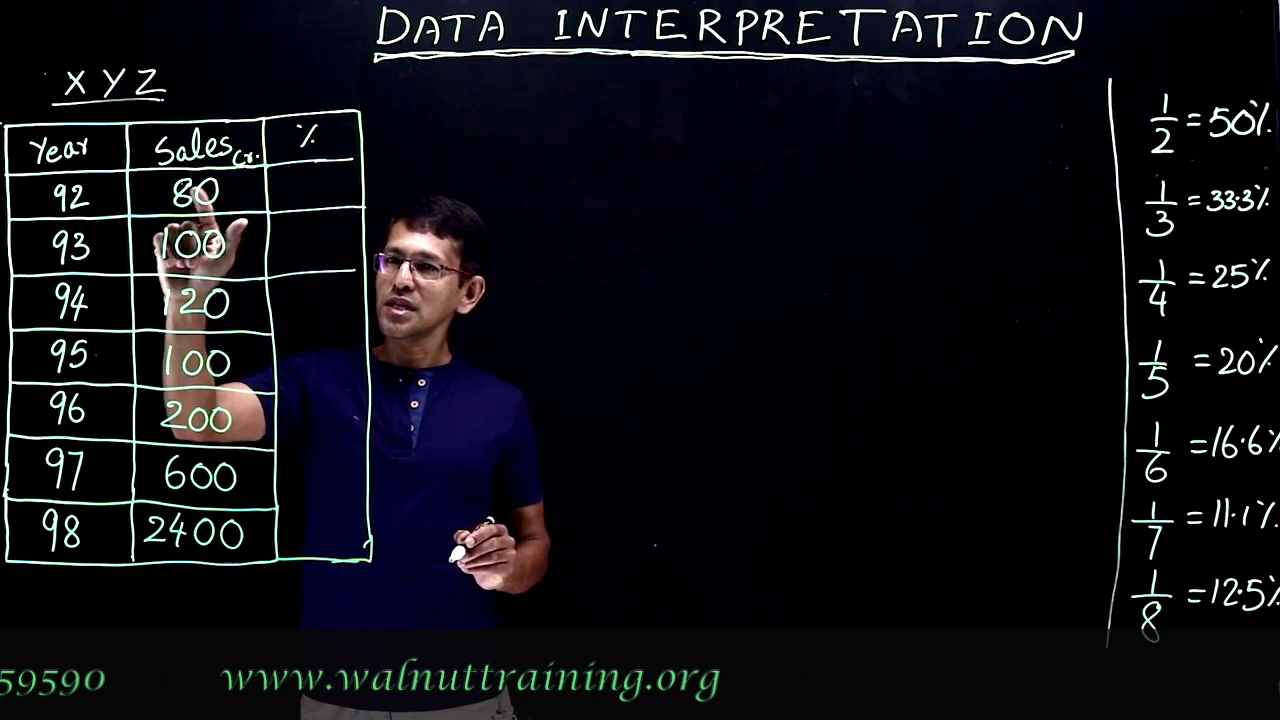 DATA INTERPRETATION
X Y Z
Year Sales Cr. %
92 80
93 100
94 120
95 100
96 200
97 600
98 2400
1/2 = 50%
1/3 = 33.3%
1/4 = 25%
1/5 = 20%
1/6 = 16.6%
1/7 = 11.1%
1/8 = 12.5%
59590 www.walnuttraining.org